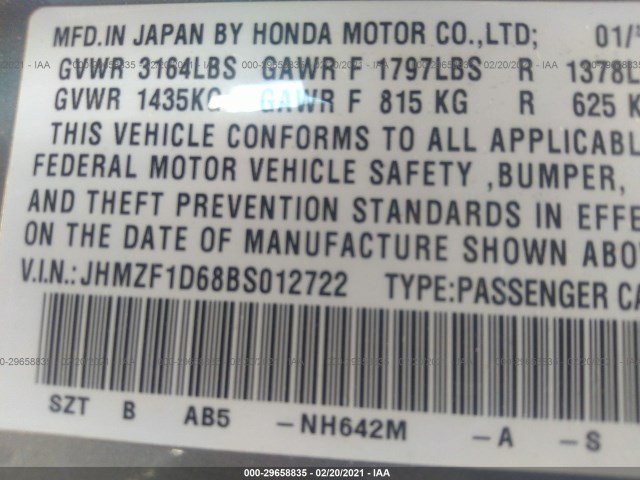 MFD.IN JAPAN BY HONDA MOTOR CO.,LTD; 01/
GVWR 3164LBS GAWR F 1797LBS R 1378L
GVWR 1435KG GAWR F 815 KG R 625 K
THIS VEHICLE CONFORMS TO ALL APPLICABL
FEDERAL MOTOR VEHICLE SAFETY ,BUMPER,
AND THEFT PREVENTION STANDARDS IN EFFE
ON THE DATE OF MANUFACTURE SHOWN ABO
V.I.N.:JHMZF1D68BS012722 TYPE:PASSENGER CA
SZT B AB5 -NH642M -A -S
000-29658835 - 02/20/2021 - IAA